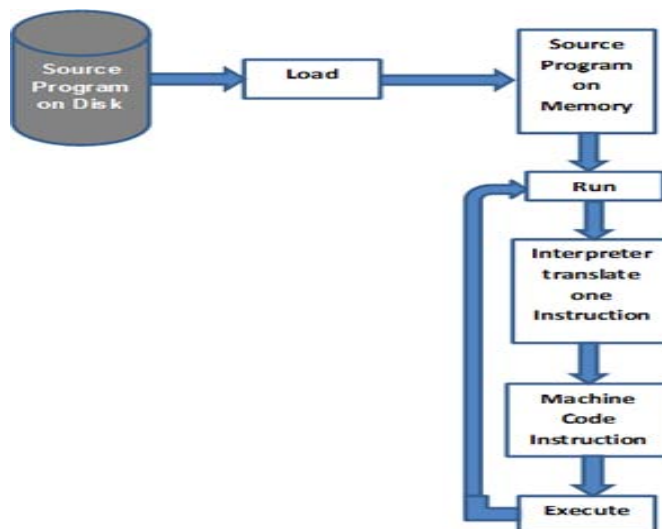 Source
Program
on Disk
Load
Source
Program
on
Memory
Run
Interpreter
translate
one
Instruction
Machine
Code
Instruction
Execute